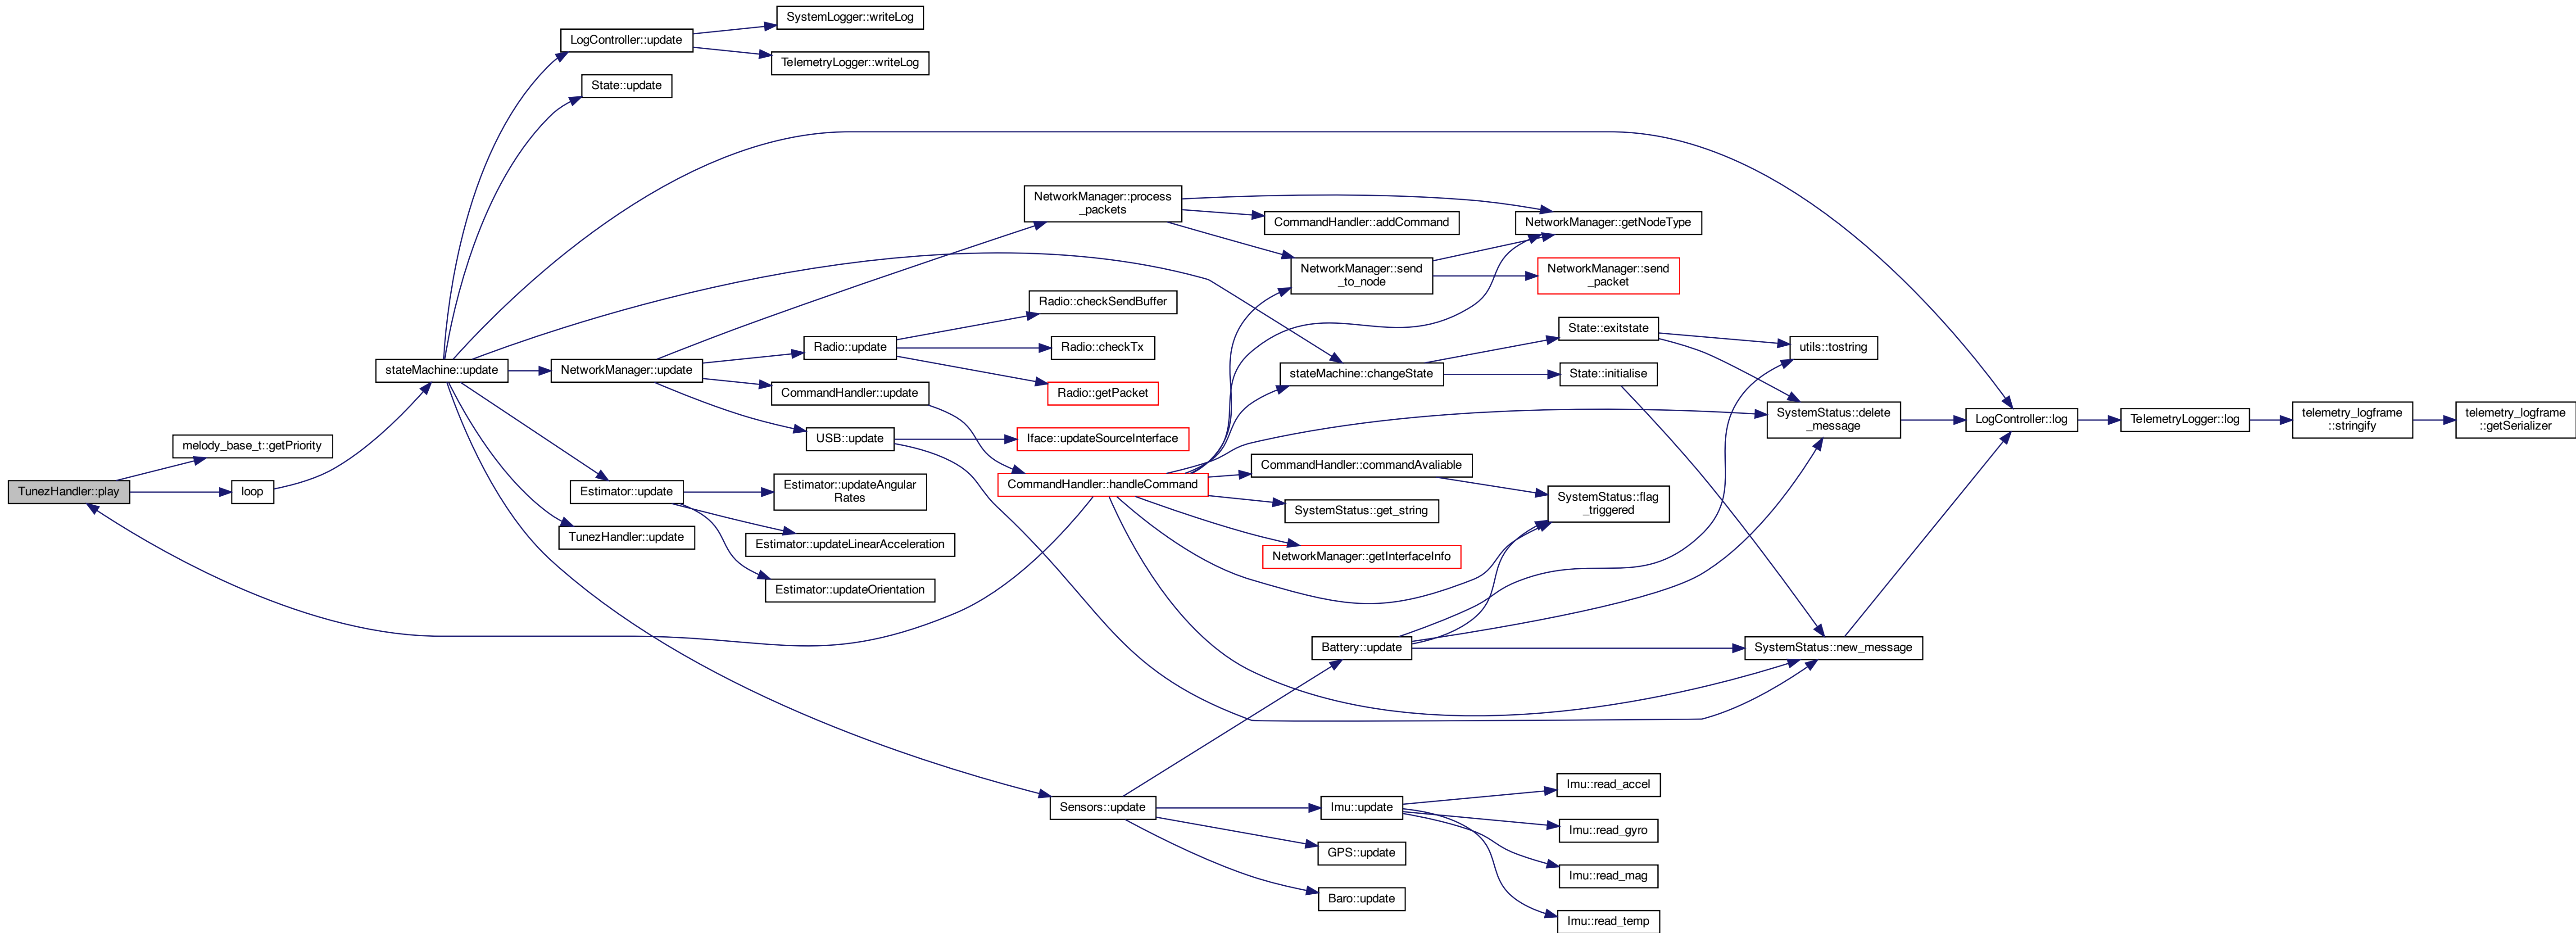 SystemLogger::writeLog
LogController::update
TelemetryLogger::writeLog
State::update
NetworkManager::process
_packets
CommandHandler::addCommand
NetworkManager::getNodeType
NetworkManager::send
_to_node
NetworkManager::send
_packet
Radio::checkSendBuffer
State::exitstate
Radio::update
Radio::checkTx
utils::tostring
stateMachine::update
NetworkManager::update
stateMachine::changeState
State::initialise
CommandHandler::update
Radio::getPacket
SystemStatus::delete
_message
LogController::log
TelemetryLogger::log
telemetry_logframe
::stringify
telemetry_logframe
::getSerializer
melody_base_t::getPriority
USB::update
Iface::updateSourceInterface
CommandHandler::commandAvaliable
TunezHandler::play
loop
Estimator::update
Estimator::updateAngular
Rates
CommandHandler::handleCommand
SystemStatus::flag
_triggered
SystemStatus::get_string
TunezHandler::update
Estimator::updateLinearAcceleration
NetworkManager::getInterfaceInfo
Estimator::updateOrientation
Battery::update
SystemStatus::new_message
Imu::read_accel
Sensors::update
Imu::update
Imu::read_gyro
GPS::update
Imu::read_mag
Baro::update
Imu::read_temp